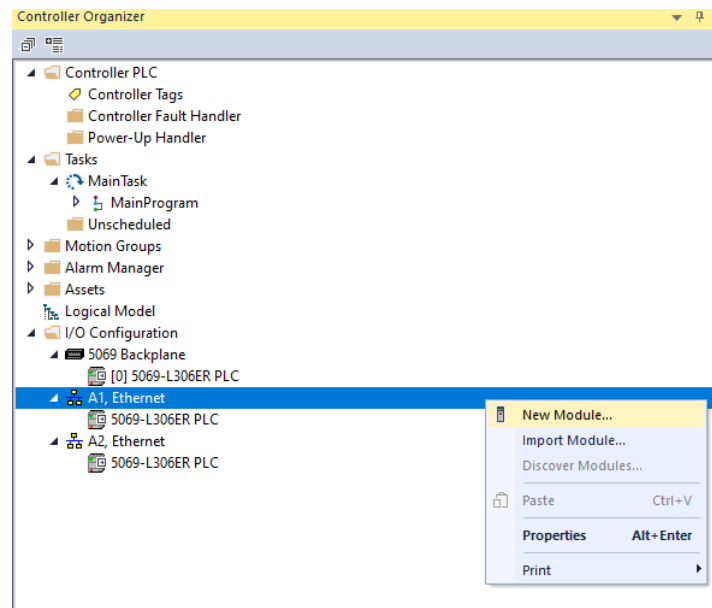 Controller Organizer
Controller PLC
Controller Tags
Controller Fault Handler
Power-Up Handler
Tasks
MainTask
MainProgram
Unscheduled
Motion Groups
Alarm Manager
Assets
Logical Model
I/O Configuration
5069 Backplane
[0] 5069-L306ER PLC
A1, Ethernet
5069-L306ER PLC
A2, Ethernet
5069-L306ER PLC
New Module...
Import Module...
Discover Modules...
Paste Ctrl+V
Properties Alt+Enter
Print